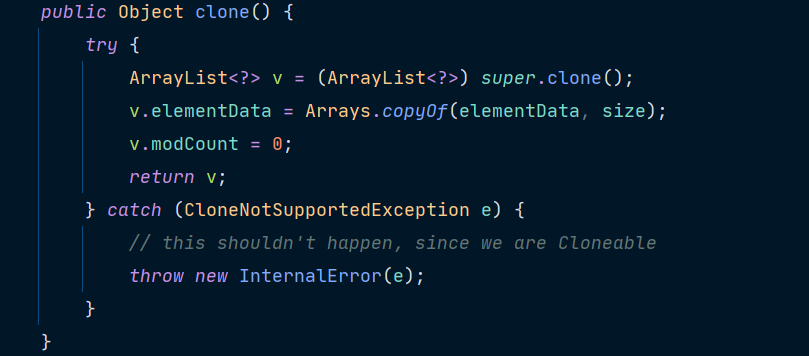 public Object clone() {
try {
ArrayList<?> v = (ArrayList<?>) super.clone();
v.elementData = Arrays.copyOf(elementData, size);
v.modCount = 0;
return v;
} catch (CloneNotSupportedException e) {
// this shouldn't happen, since we are Cloneable
throw new InternalError(e);
}
}